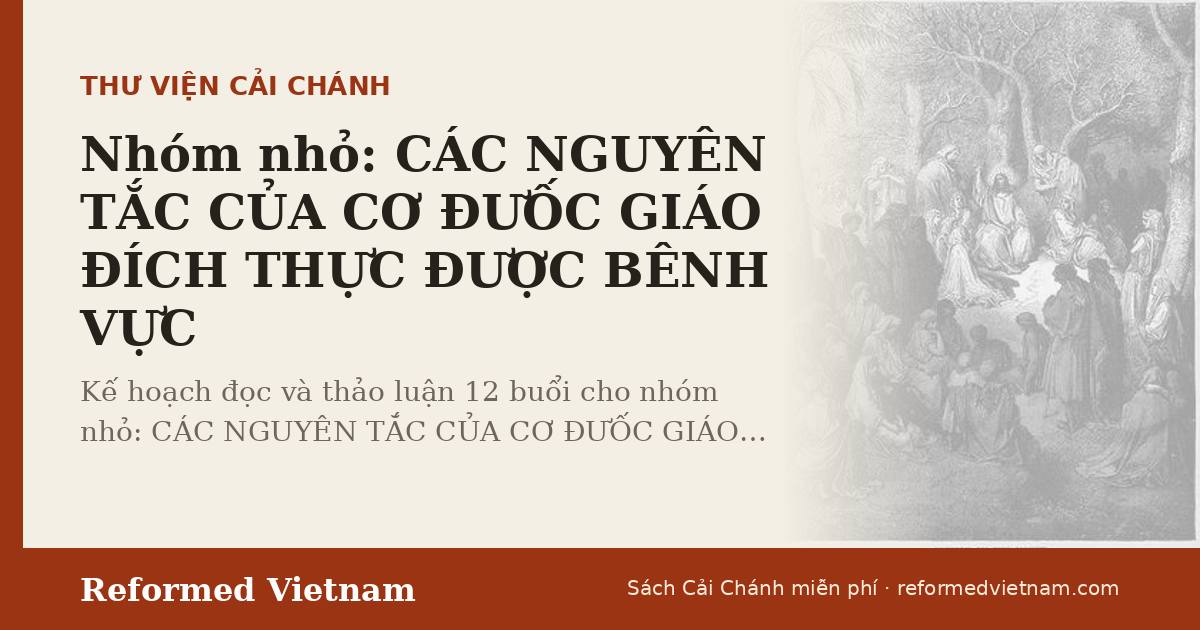 THƯ VIỆN CẢI CHÁNH
Nhóm nhỏ: CÁC NGUYÊN
TẮC CỦA CƠ ĐƯỐC GIÁO
ĐÍCH THỰC ĐƯỢC BÊNH
VỰC
Kế hoạch đọc và thảo luận 12 buổi cho nhóm
nhỏ: CÁC NGUYÊN TẮC CỦA CƠ ĐƯỐC GIÁO...
Reformed Vietnam
Sách Cải Chánh miễn phí · reformedvietnam.com